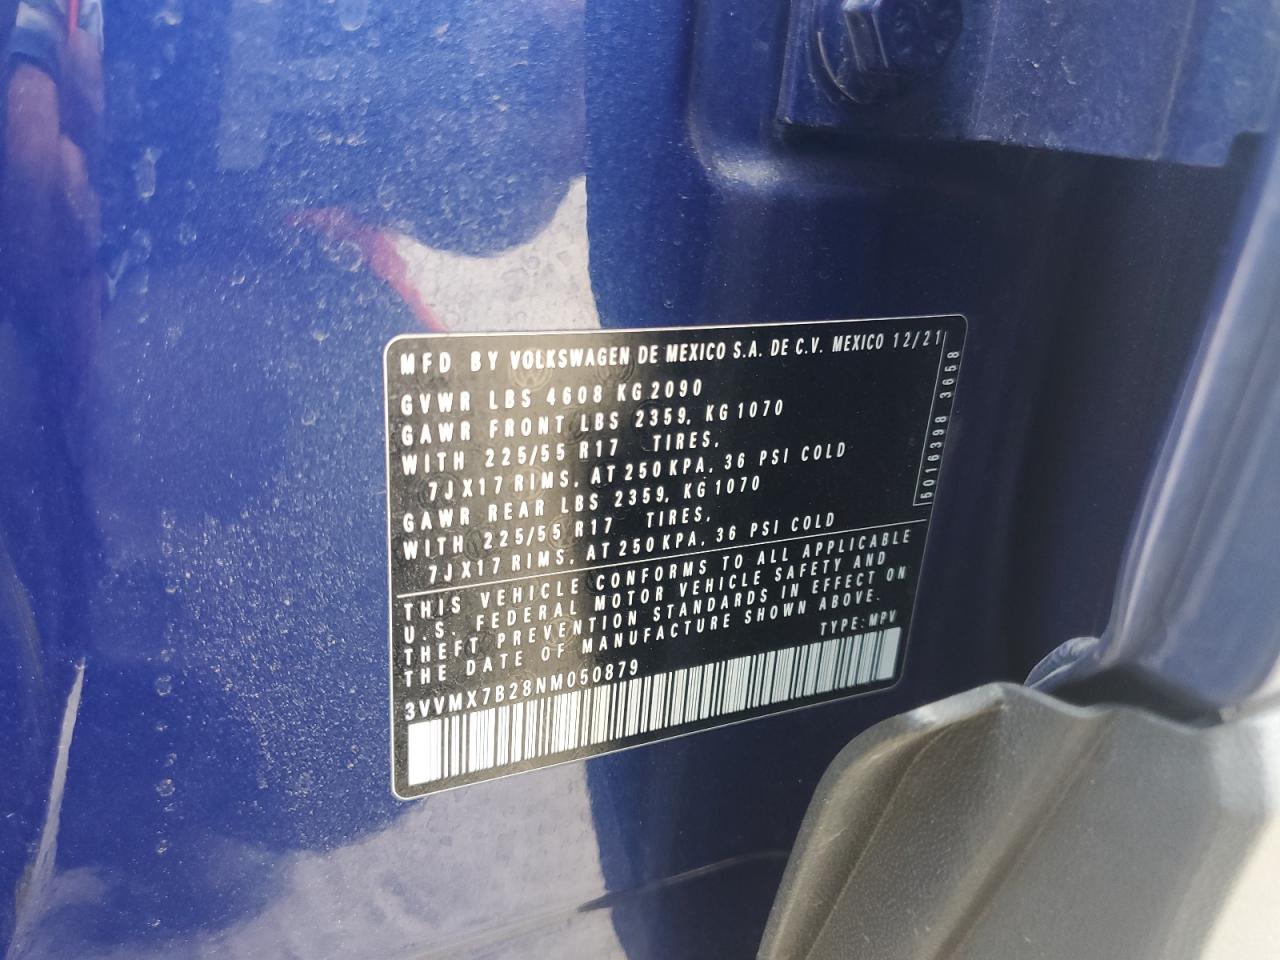 MFD BY VOLKSWAGEN DE MEXICO S.A. DE C.V. MEXICO 12/21
GVWR LBS 4608 KG 2090
GAWR FRONT LBS 2359, KG 1070
WITH 225/55 R17 TIRES,
7JX17 RIMS, AT 250 KPA, 36 PSI COLD
GAWR REAR LBS 2359, KG 1070
WITH 225/55 R17 TIRES,
7JX17 RIMS, AT 250 KPA, 36 PSI COLD
THIS VEHICLE CONFORMS TO ALL APPLICABLE
U.S. FEDERAL MOTOR VEHICLE SAFETY AND
THEFT PREVENTION STANDARDS IN EFFECT ON
THE DATE OF MANUFACTURE SHOWN ABOVE.
TYPE: MPV
3VVMX7B28NM050879
5016398 3658